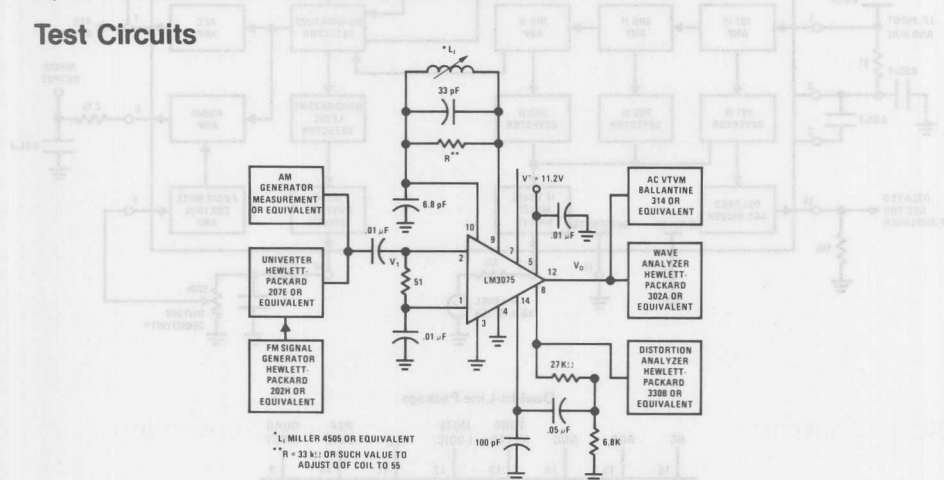 Test Circuits
*L₁
33 pF
R**
6.8 pF
AM
GENERATOR
MEASUREMENT
OR EQUIVALENT
UNIVERTER
HEWLETT-
PACKARD
207E OR
EQUIVALENT
FM SIGNAL
GENERATOR
HEWLETT-
PACKARD
202H OR
EQUIVALENT
.01 μF
V₁
51
.01 μF
10
9
7
5
2
LM3075
12
8
1
14
3
4
V⁺ = 11.2V
.01 μF
V₀
AC VTVM
BALLANTINE
314 OR
EQUIVALENT
WAVE
ANALYZER
HEWLETT-
PACKARD
302A OR
EQUIVALENT
DISTORTION
ANALYZER
HEWLETT-
PACKARD
330B OR
EQUIVALENT
27KΩ
.05 μF
100 pF
6.8K
*L₁ MILLER 4505 OR EQUIVALENT
**R = 33 kΩ OR SUCH VALUE TO
ADJUST Q OF COIL TO 55